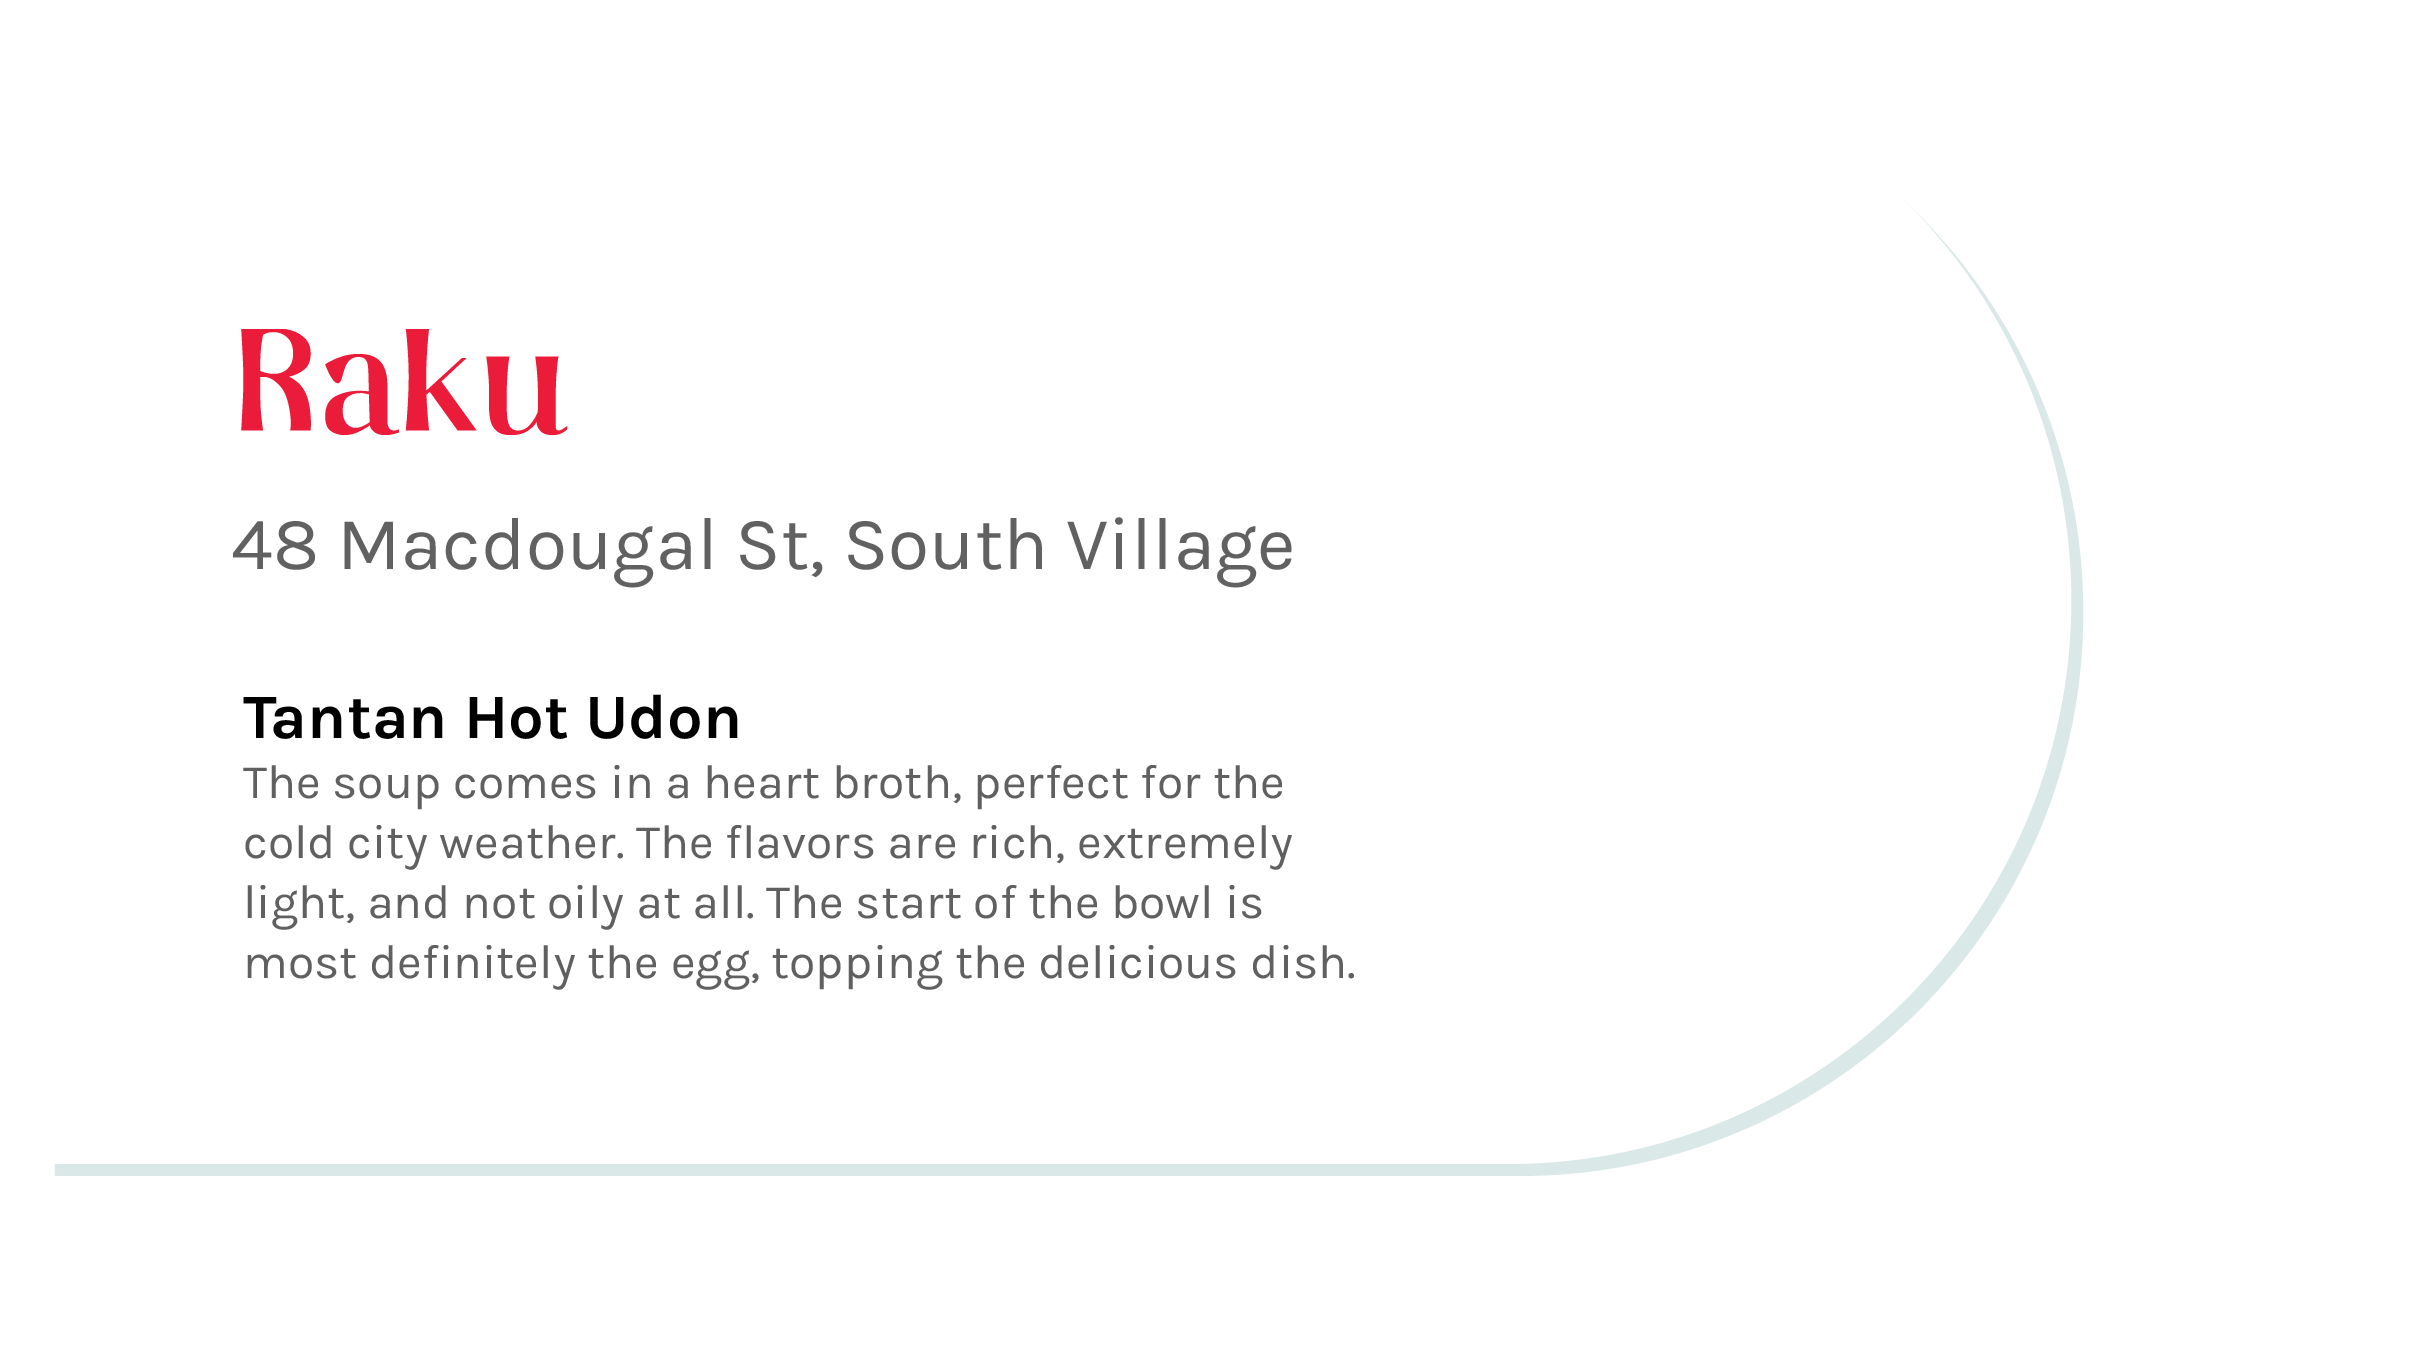 Raku
48 Macdougal St, South Village
Tantan Hot Udon
The soup comes in a heart broth, perfect for the
cold city weather. The flavors are rich, extremely
light, and not oily at all. The start of the bowl is
most definitely the egg, topping the delicious dish.